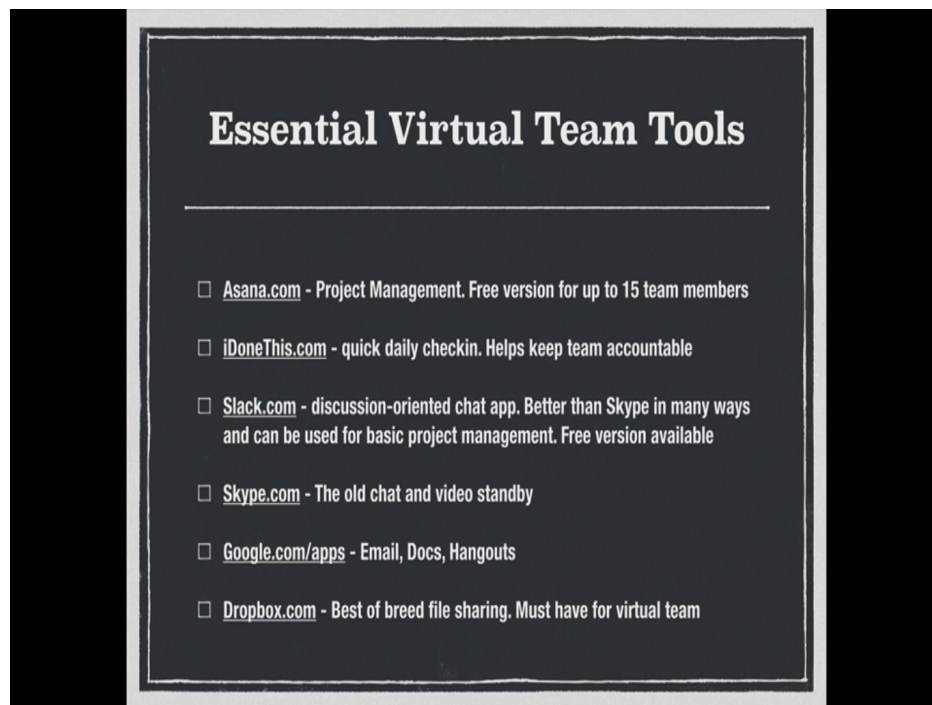 Essential Virtual Team Tools
Asana.com - Project Management. Free version for up to 15 team members
iDoneThis.com - quick daily checkin. Helps keep team accountable
Slack.com - discussion-oriented chat app. Better than Skype in many ways
and can be used for basic project management. Free version available
Skype.com - The old chat and video standby
Google.com/apps - Email, Docs, Hangouts
Dropbox.com - Best of breed file sharing. Must have for virtual team